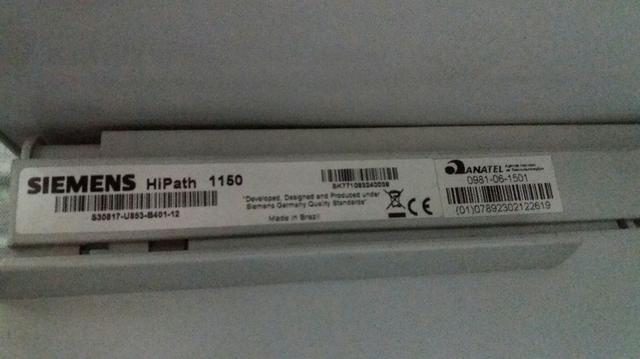 SIEMENS HiPath 1150
S30817-U853-B401-12
"Developed, Designed and Produced under
Siemens Germany Quality Standards"
Made in Brazil
CE
ANATEL
0981-06-1501
(01)07892302122619